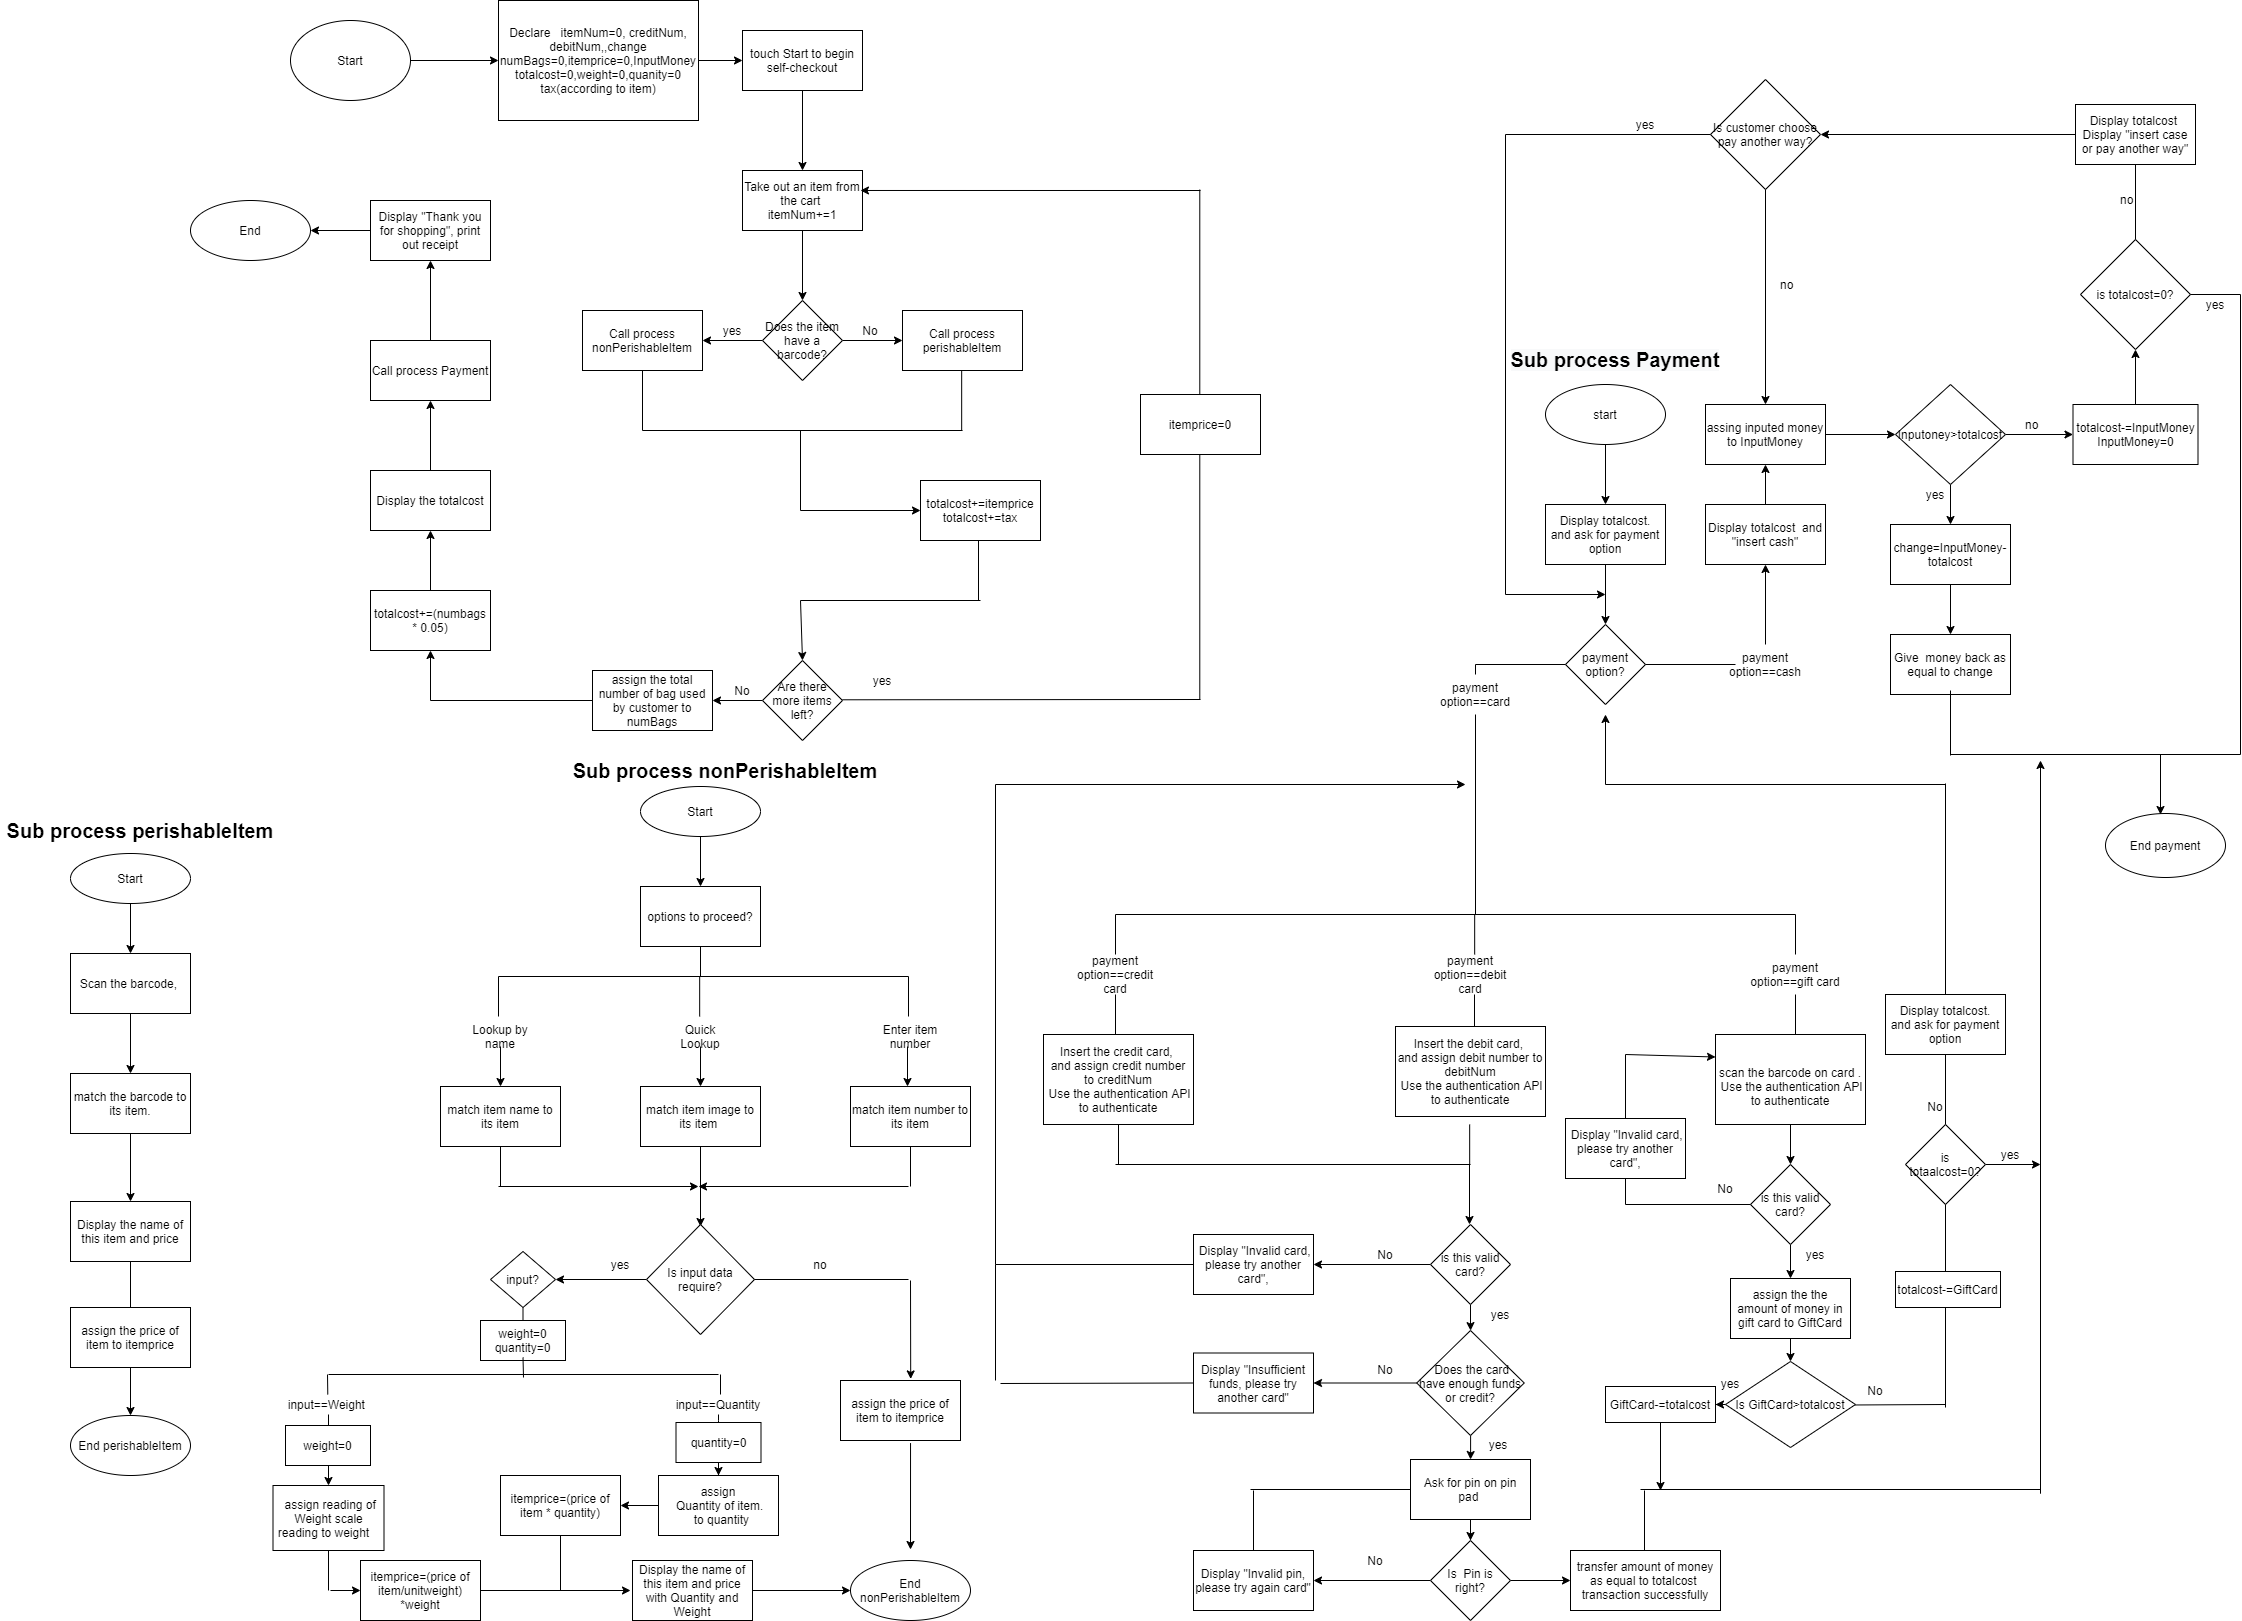 Start
Declare itemNum=0, creditNum,
debitNum,,change
numBags=0,itemprice=0,InputMoney
totalcost=0,weight=0,quanity=0
tax(according to item)
touch Start to begin
self-checkout
Take out an item from
the cart
itemNum+=1
Does the item
have a
barcode?
yes
No
Call process
nonPerishableItem
Call process
perishableItem
itemprice=0
totalcost+=itemprice
totalcost+=tax
Are there
more items
left?
yes
No
assign the total
number of bag used
by customer to
numBags
totalcost+=(numbags
* 0.05)
Display the totalcost
Call process Payment
Display "Thank you
for shopping", print
out receipt
End
Sub process perishableItem
Start
Scan the barcode,
match the barcode to
its item.
Display the name of
this item and price
assign the price of
item to itemprice
End perishableItem
Sub process nonPerishableItem
Start
options to proceed?
Lookup by
name
Quick
Lookup
Enter item
number
match item name to
its item
match item image to
its item
match item number to
its item
Is input data
require?
yes
no
input?
weight=0
quantity=0
input==Weight
input==Quantity
weight=0
quantity=0
assign reading of
Weight scale
reading to weight
assign
Quantity of item.
to quantity
itemprice=(price of
item * quantity)
itemprice=(price of
item/unitweight)
*weight
Display the name of
this item and price
with Quantity and
Weight
assign the price of
item to itemprice
End
nonPerishableItem
Sub process Payment
start
Display totalcost.
and ask for payment
option
payment
option?
payment
option==cash
payment
option==card
Display totalcost and
"insert cash"
assing inputed money
to InputMoney
Inputoney>totalcost
yes
no
change=InputMoney-
totalcost
Give money back as
equal to change
totalcost-=InputMoney
InputMoney=0
is totalcost=0?
yes
no
Display totalcost
Display "insert case
or pay another way"
Is customer choose
pay another way?
yes
no
End payment
payment
option==credit
card
payment
option==debit
card
payment
option==gift card
Insert the credit card,
and assign credit number
to creditNum
Use the authentication API
to authenticate
Insert the debit card,
and assign debit number to
debitNum
Use the authentication API
to authenticate
scan the barcode on card .
Use the authentication API
to authenticate
Display "Invalid card,
please try another
card",
is this valid
card?
No
yes
assign the the
amount of money in
gift card to GiftCard
Is GiftCard>totalcost
yes
No
GiftCard-=totalcost
totalcost-=GiftCard
is
totaalcost=0?
yes
No
Display totalcost.
and ask for payment
option
is this valid
card?
No
yes
Display "Invalid card,
please try another
card",
Does the card
have enough funds
or credit?
No
yes
Display "Insufficient
funds, please try
another card"
Ask for pin on pin
pad
Is Pin is
right?
No
Display "Invalid pin,
please try again card"
transfer amount of money
as equal to totalcost
transaction successfully